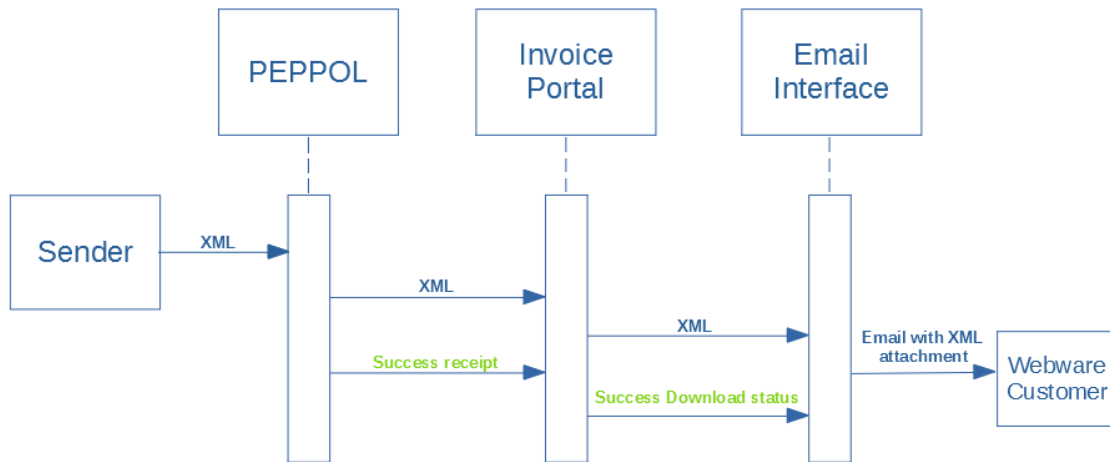 PEPPOL
Invoice
Portal
Email
Interface
Sender
XML
XML
XML
Success receipt
Success Download status
Email with XML
attachment
Webware
Customer